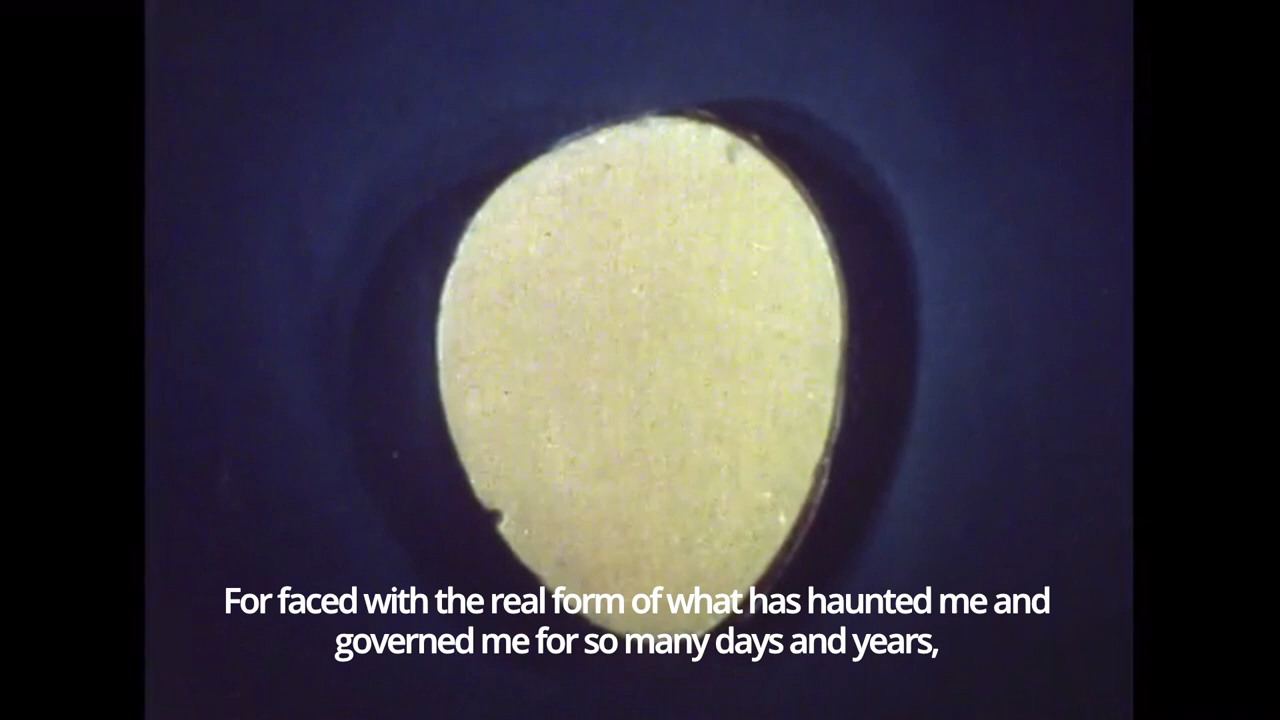 For faced with the real form of what has haunted me and
governed me for so many days and years,